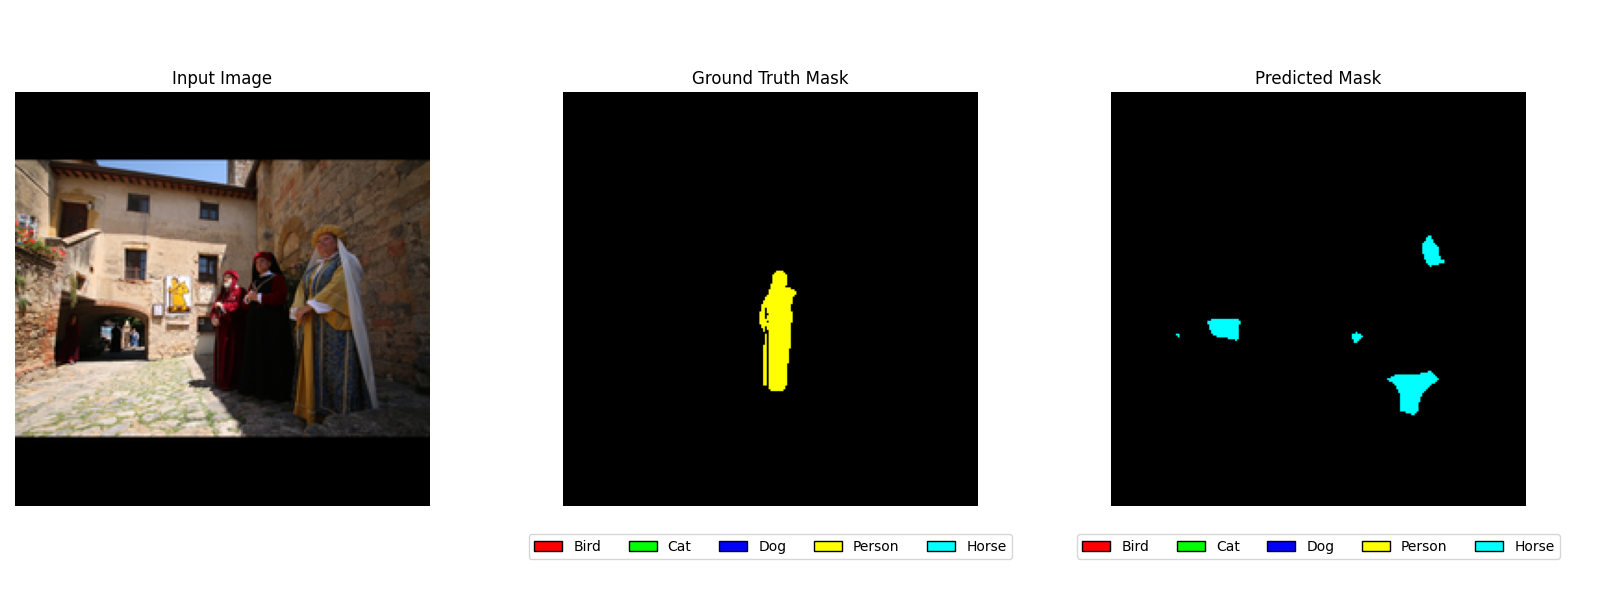 Input Image
Ground Truth Mask
Predicted Mask
Bird Cat Dog Person Horse
Bird Cat Dog Person Horse